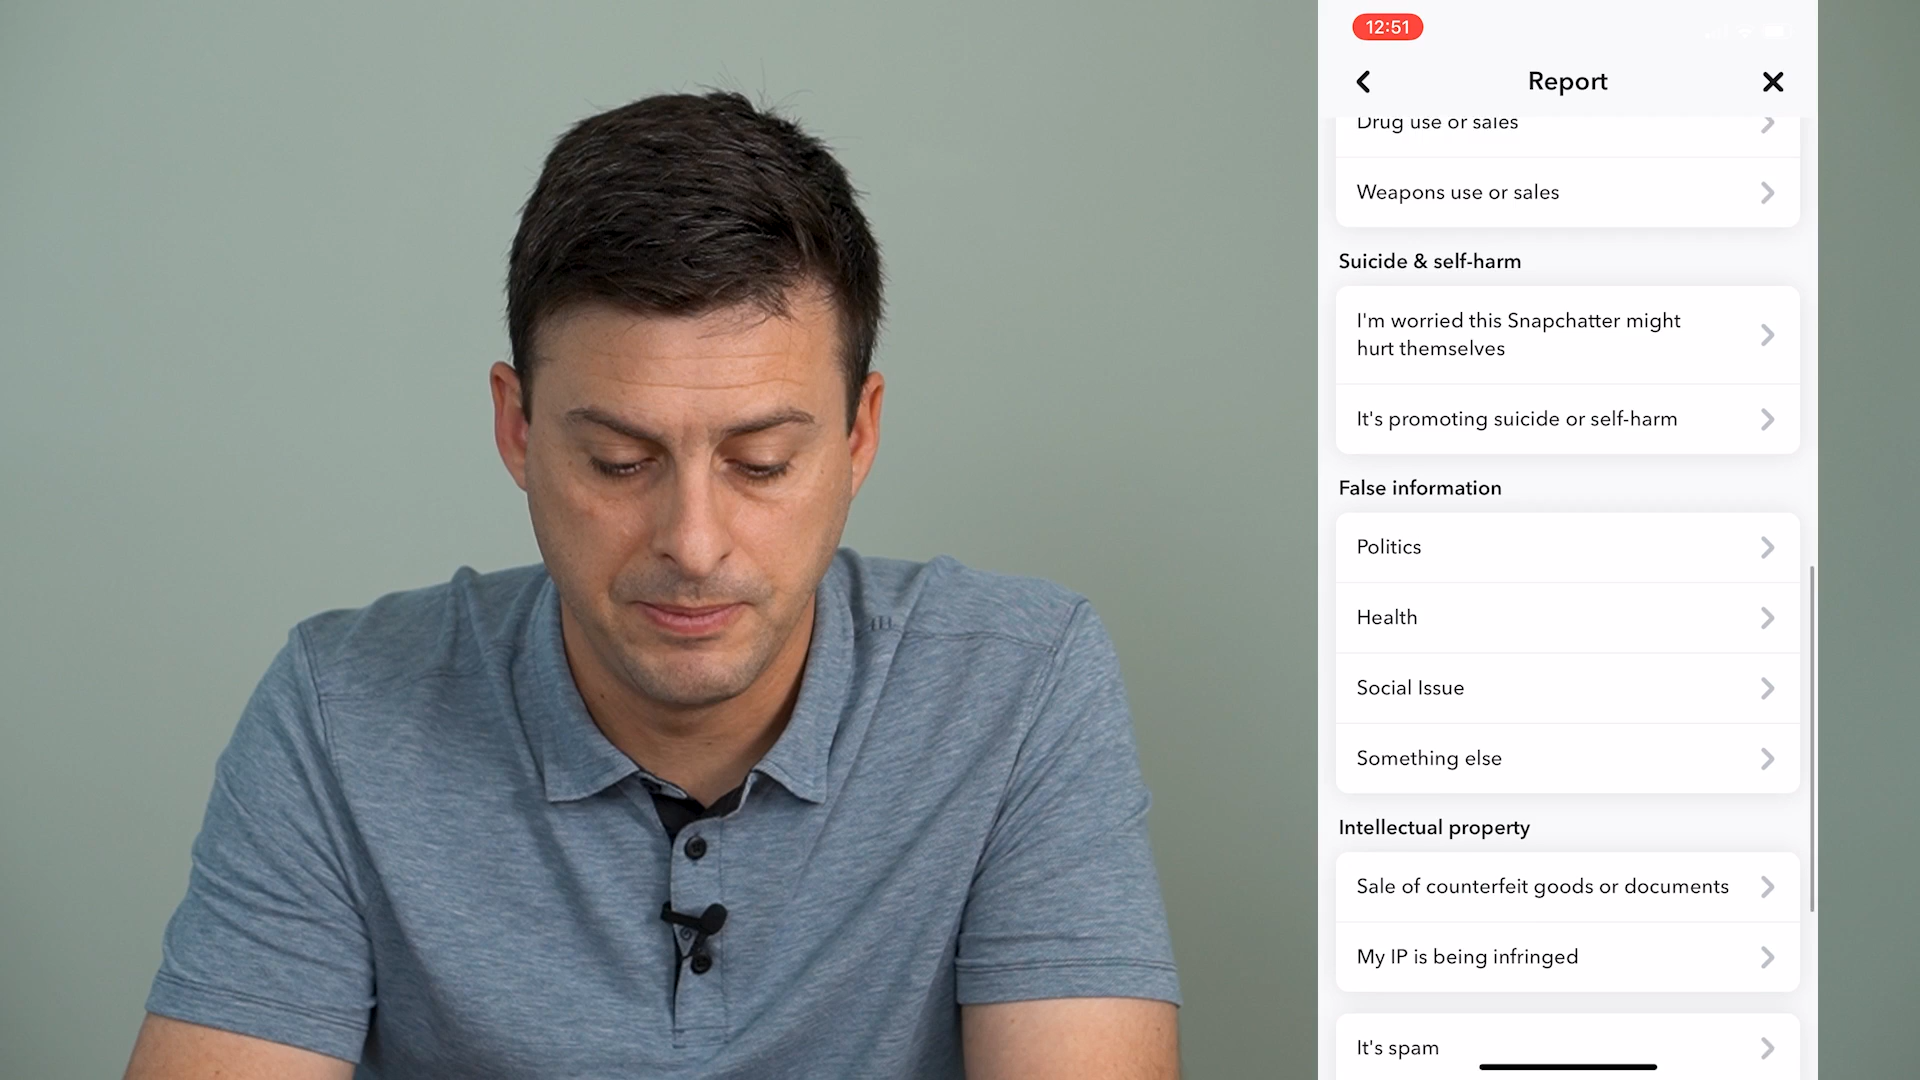 12:51
Report
Drug use or sales
Weapons use or sales
Suicide & self-harm
I'm worried this Snapchatter might
hurt themselves
It's promoting suicide or self-harm
False information
Politics
Health
Social Issue
Something else
Intellectual property
Sale of counterfeit goods or documents
My IP is being infringed
It's spam